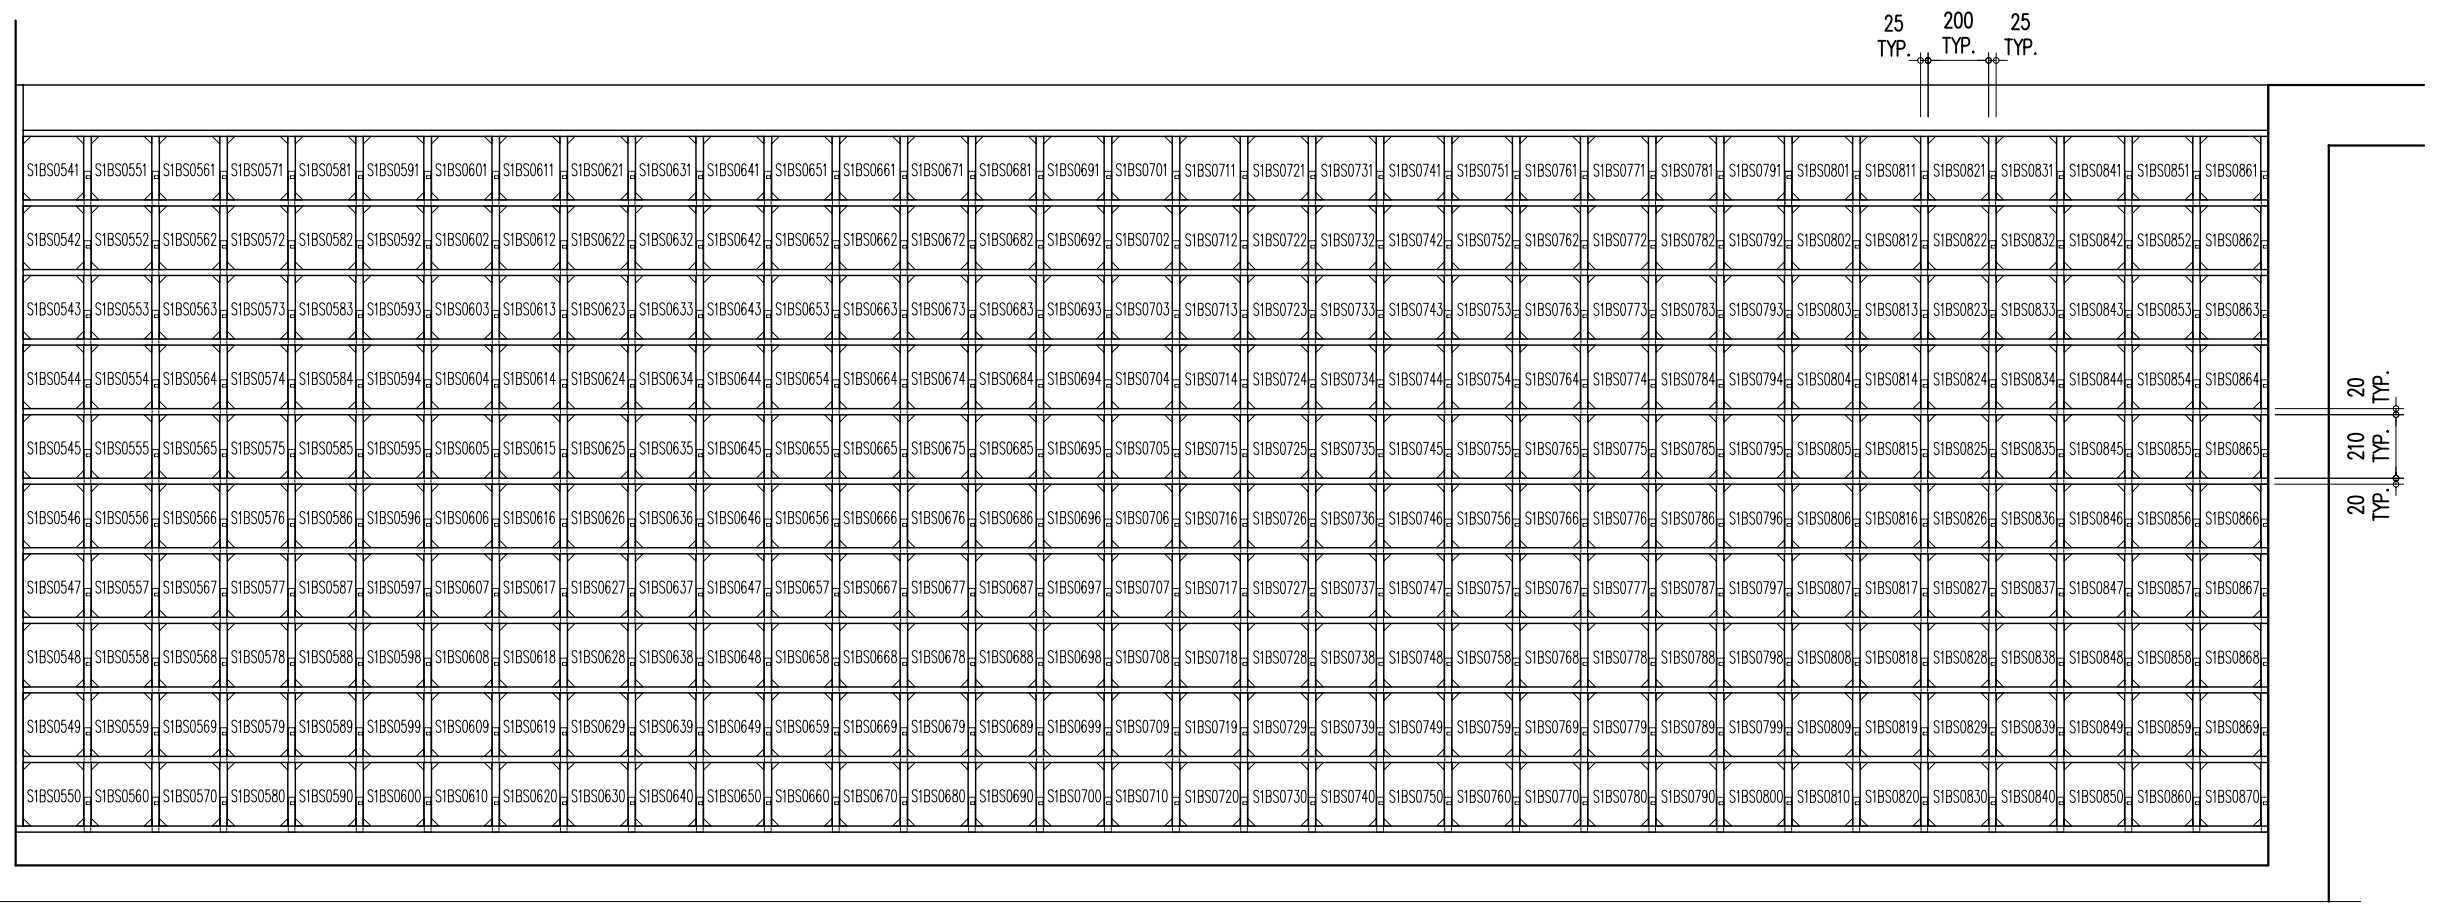 25 200 25
TYP. TYP. TYP.
S1BS0541 S1BS0551 S1BS0561 S1BS0571 S1BS0581 S1BS0591 S1BS0601 S1BS0611 S1BS0621 S1BS0631 S1BS0641 S1BS0651 S1BS0661 S1BS0671 S1BS0681 S1BS0691 S1BS0701 S1BS0711 S1BS0721 S1BS0731 S1BS0741 S1BS0751 S1BS0761 S1BS0771 S1BS0781 S1BS0791 S1BS0801 S1BS0811 S1BS0821 S1BS0831 S1BS0841 S1BS0851 S1BS0861
S1BS0542 S1BS0552 S1BS0562 S1BS0572 S1BS0582 S1BS0592 S1BS0602 S1BS0612 S1BS0622 S1BS0632 S1BS0642 S1BS0652 S1BS0662 S1BS0672 S1BS0682 S1BS0692 S1BS0702 S1BS0712 S1BS0722 S1BS0732 S1BS0742 S1BS0752 S1BS0762 S1BS0772 S1BS0782 S1BS0792 S1BS0802 S1BS0812 S1BS0822 S1BS0832 S1BS0842 S1BS0852 S1BS0862
S1BS0543 S1BS0553 S1BS0563 S1BS0573 S1BS0583 S1BS0593 S1BS0603 S1BS0613 S1BS0623 S1BS0633 S1BS0643 S1BS0653 S1BS0663 S1BS0673 S1BS0683 S1BS0693 S1BS0703 S1BS0713 S1BS0723 S1BS0733 S1BS0743 S1BS0753 S1BS0763 S1BS0773 S1BS0783 S1BS0793 S1BS0803 S1BS0813 S1BS0823 S1BS0833 S1BS0843 S1BS0853 S1BS0863
S1BS0544 S1BS0554 S1BS0564 S1BS0574 S1BS0584 S1BS0594 S1BS0604 S1BS0614 S1BS0624 S1BS0634 S1BS0644 S1BS0654 S1BS0664 S1BS0674 S1BS0684 S1BS0694 S1BS0704 S1BS0714 S1BS0724 S1BS0734 S1BS0744 S1BS0754 S1BS0764 S1BS0774 S1BS0784 S1BS0794 S1BS0804 S1BS0814 S1BS0824 S1BS0834 S1BS0844 S1BS0854 S1BS0864
20
TYP.
S1BS0545 S1BS0555 S1BS0565 S1BS0575 S1BS0585 S1BS0595 S1BS0605 S1BS0615 S1BS0625 S1BS0635 S1BS0645 S1BS0655 S1BS0665 S1BS0675 S1BS0685 S1BS0695 S1BS0705 S1BS0715 S1BS0725 S1BS0735 S1BS0745 S1BS0755 S1BS0765 S1BS0775 S1BS0785 S1BS0795 S1BS0805 S1BS0815 S1BS0825 S1BS0835 S1BS0845 S1BS0855 S1BS0865
210
TYP.
S1BS0546 S1BS0556 S1BS0566 S1BS0576 S1BS0586 S1BS0596 S1BS0606 S1BS0616 S1BS0626 S1BS0636 S1BS0646 S1BS0656 S1BS0666 S1BS0676 S1BS0686 S1BS0696 S1BS0706 S1BS0716 S1BS0726 S1BS0736 S1BS0746 S1BS0756 S1BS0766 S1BS0776 S1BS0786 S1BS0796 S1BS0806 S1BS0816 S1BS0826 S1BS0836 S1BS0846 S1BS0856 S1BS0866
20
TYP.
S1BS0547 S1BS0557 S1BS0567 S1BS0577 S1BS0587 S1BS0597 S1BS0607 S1BS0617 S1BS0627 S1BS0637 S1BS0647 S1BS0657 S1BS0667 S1BS0677 S1BS0687 S1BS0697 S1BS0707 S1BS0717 S1BS0727 S1BS0737 S1BS0747 S1BS0757 S1BS0767 S1BS0777 S1BS0787 S1BS0797 S1BS0807 S1BS0817 S1BS0827 S1BS0837 S1BS0847 S1BS0857 S1BS0867
S1BS0548 S1BS0558 S1BS0568 S1BS0578 S1BS0588 S1BS0598 S1BS0608 S1BS0618 S1BS0628 S1BS0638 S1BS0648 S1BS0658 S1BS0668 S1BS0678 S1BS0688 S1BS0698 S1BS0708 S1BS0718 S1BS0728 S1BS0738 S1BS0748 S1BS0758 S1BS0768 S1BS0778 S1BS0788 S1BS0798 S1BS0808 S1BS0818 S1BS0828 S1BS0838 S1BS0848 S1BS0858 S1BS0868
S1BS0549 S1BS0559 S1BS0569 S1BS0579 S1BS0589 S1BS0599 S1BS0609 S1BS0619 S1BS0629 S1BS0639 S1BS0649 S1BS0659 S1BS0669 S1BS0679 S1BS0689 S1BS0699 S1BS0709 S1BS0719 S1BS0729 S1BS0739 S1BS0749 S1BS0759 S1BS0769 S1BS0779 S1BS0789 S1BS0799 S1BS0809 S1BS0819 S1BS0829 S1BS0839 S1BS0849 S1BS0859 S1BS0869
S1BS0550 S1BS0560 S1BS0570 S1BS0580 S1BS0590 S1BS0600 S1BS0610 S1BS0620 S1BS0630 S1BS0640 S1BS0650 S1BS0660 S1BS0670 S1BS0680 S1BS0690 S1BS0700 S1BS0710 S1BS0720 S1BS0730 S1BS0740 S1BS0750 S1BS0760 S1BS0770 S1BS0780 S1BS0790 S1BS0800 S1BS0810 S1BS0820 S1BS0830 S1BS0840 S1BS0850 S1BS0860 S1BS0870